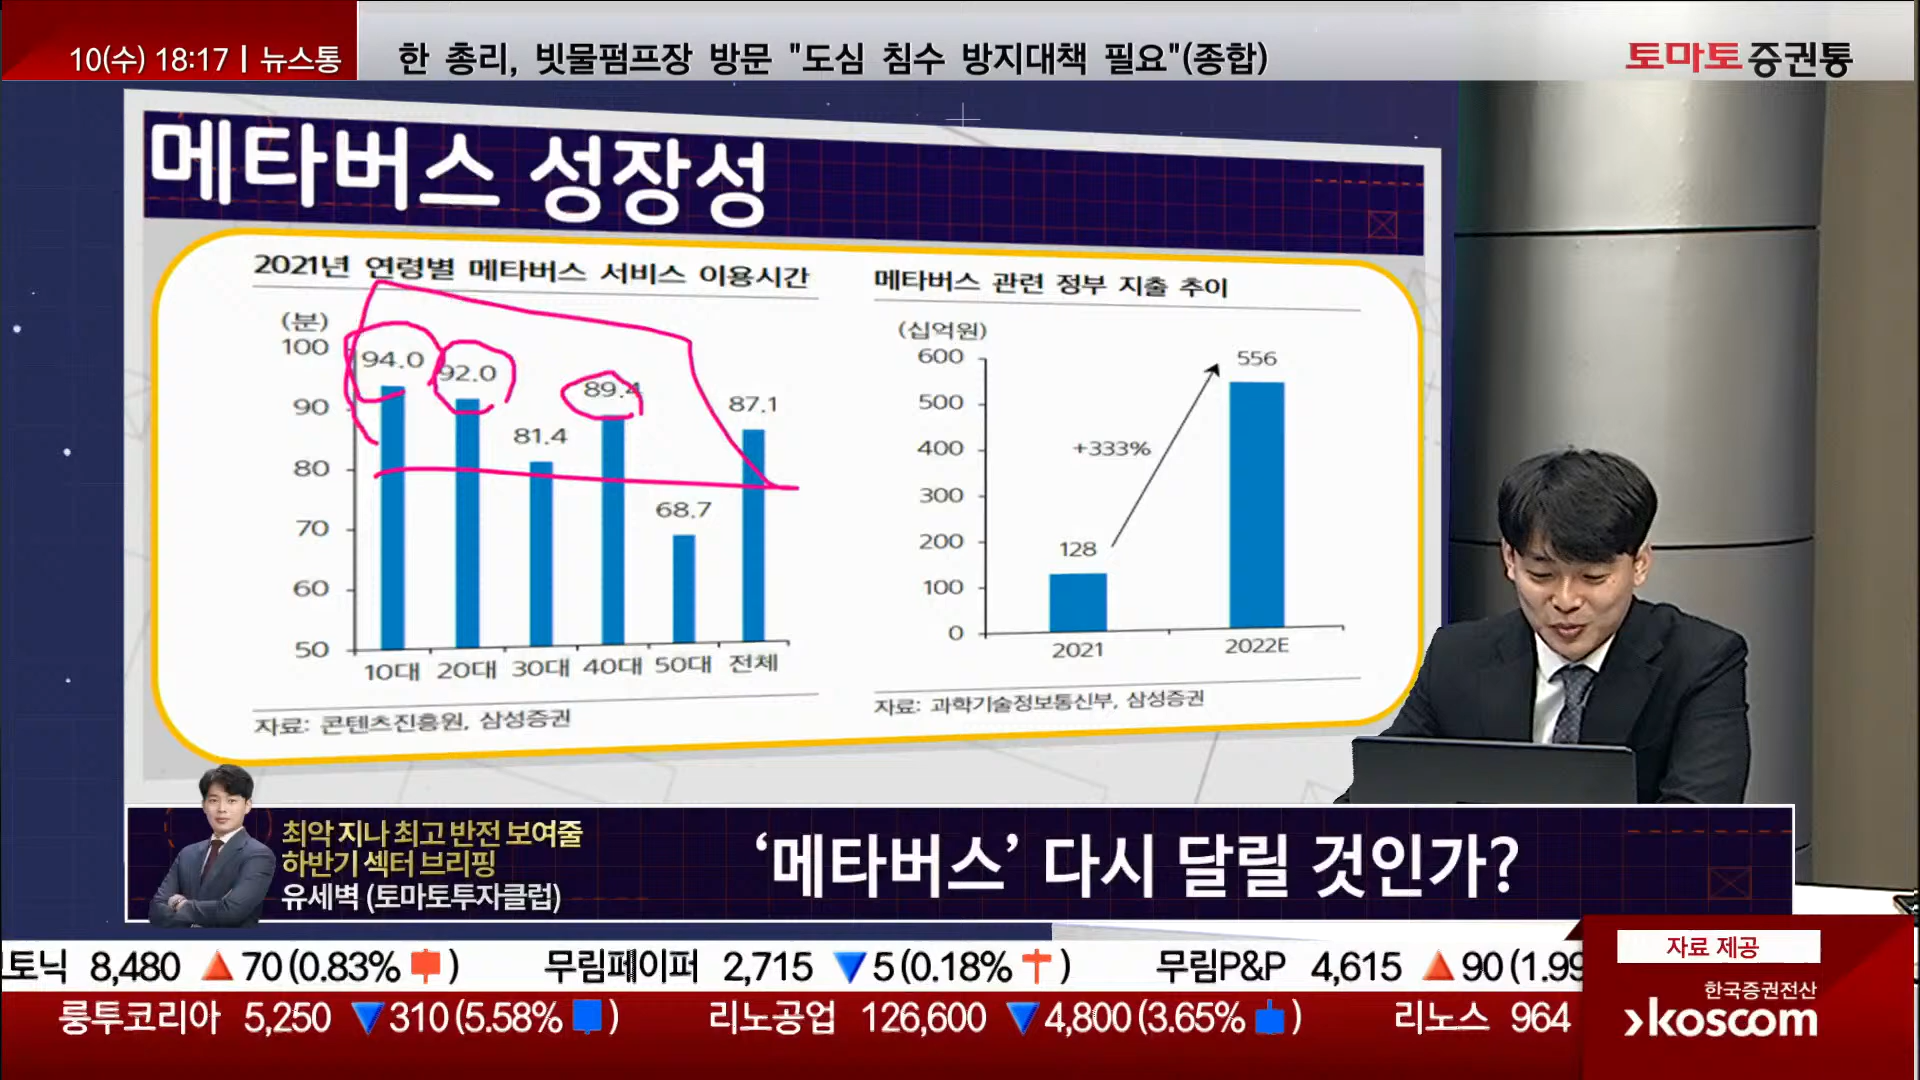 10(수) 18:17 | 뉴스통
한 총리, 빗물펌프장 방문 "도심 침수 방지대책 필요"(종합)
토마토증권통
메타버스 성장성
2021년 연령별 메타버스 서비스 이용시간
(분)
100
90
80
70
60
50
94.0
92.0
81.4
89.4
68.7
87.1
10대 20대 30대 40대 50대 전체
자료: 콘텐츠진흥원, 삼성증권
메타버스 관련 정부 지출 추이
(십억원)
600
500
400
300
200
100
0
128
+333%
556
2021 2022E
자료: 과학기술정보통신부, 삼성증권
최악 지나 최고 반전 보여줄
하반기 섹터 브리핑
유세벽 (토마토투자클럽)
‘메타버스’ 다시 달릴 것인가?
토닉 8,480 ▲70(0.83% ) 무림페이퍼 2,715 ▼5(0.18% ) 무림P&P 4,615 ▲90(1.99
룽투코리아 5,250 ▼310(5.58% ) 리노공업 126,600 ▼4,800(3.65% ) 리노스 964
자료 제공
한국증권전산
koscom